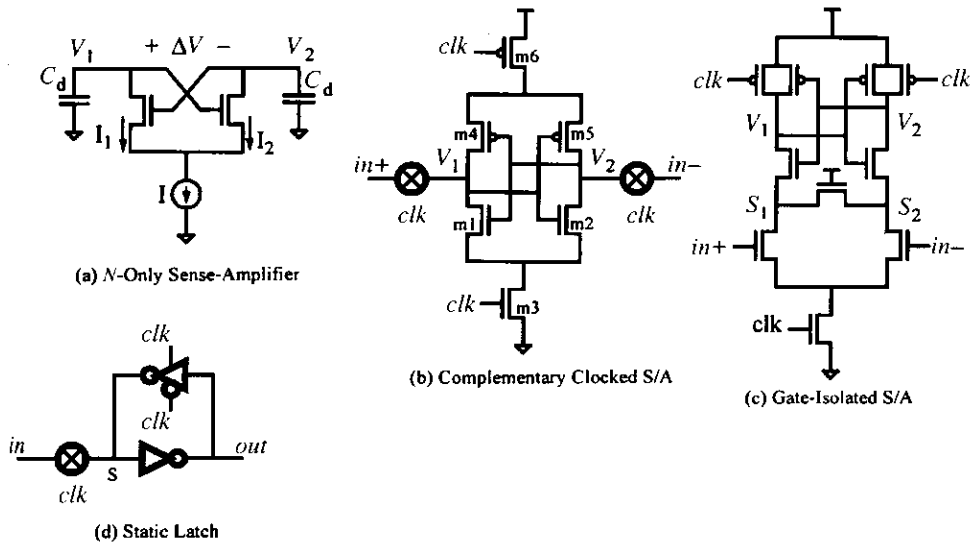 V1 + ΔV − V2
Cd Cd
I1 I2
I
(a) N-Only Sense-Amplifier
clk m6
m4 m5
V1 V2
in+ in−
clk clk
m1 m2
clk m3
(b) Complementary Clocked S/A
clk clk
V1 V2
S1 S2
in+ in−
clk
(c) Gate-Isolated S/A
clk
clk
in out
S
clk
(d) Static Latch